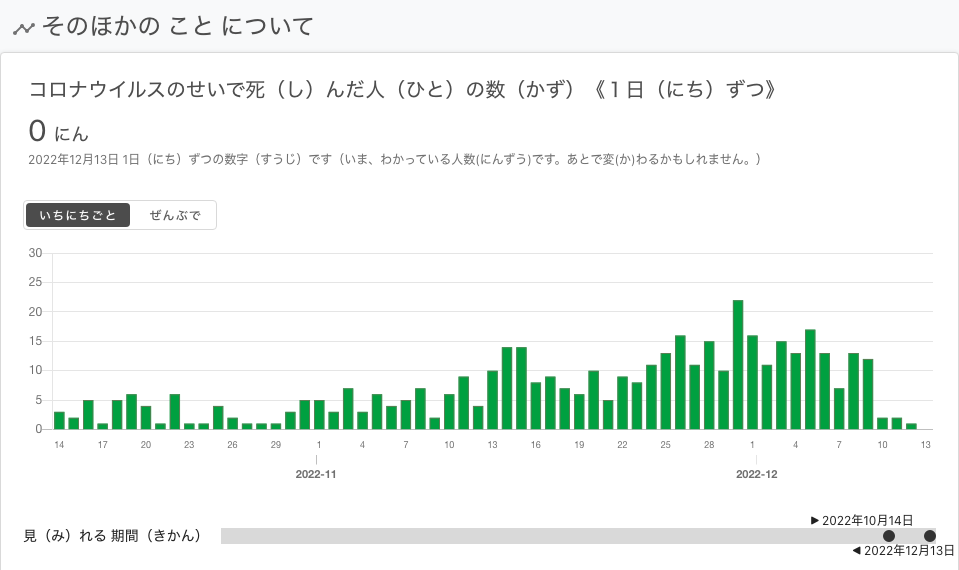 そのほかの こと について
コロナウイルスのせいで死（し）んだ人（ひと）の数（かず）《１日（にち）ずつ》
0 にん
2022年12月13日 1日（にち）ずつの数字（すうじ）です（いま、わかっている人数(にんずう)です。あとで変(か)わるかもしれません。）
いちにちごと ぜんぶで
30
25
20
15
10
5
0
14 17 20 23 26 29 1 4 7 10 13 16 19 22 25 28 1 4 7 10 13
2022-11 2022-12
▶ 2022年10月14日
見（み）れる 期間（きかん）
◀ 2022年12月13日